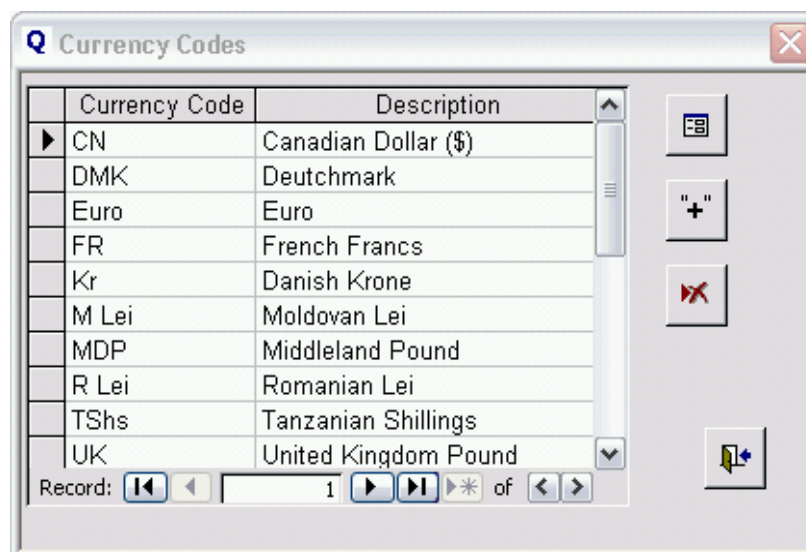 Q Currency Codes
Currency Code Description
CN Canadian Dollar ($)
DMK Deutchmark
Euro Euro
FR French Francs
Kr Danish Krone
M Lei Moldovan Lei
MDP Middleland Pound
R Lei Romanian Lei
TShs Tanzanian Shillings
UK United Kingdom Pound
Record: 1 of
"+"